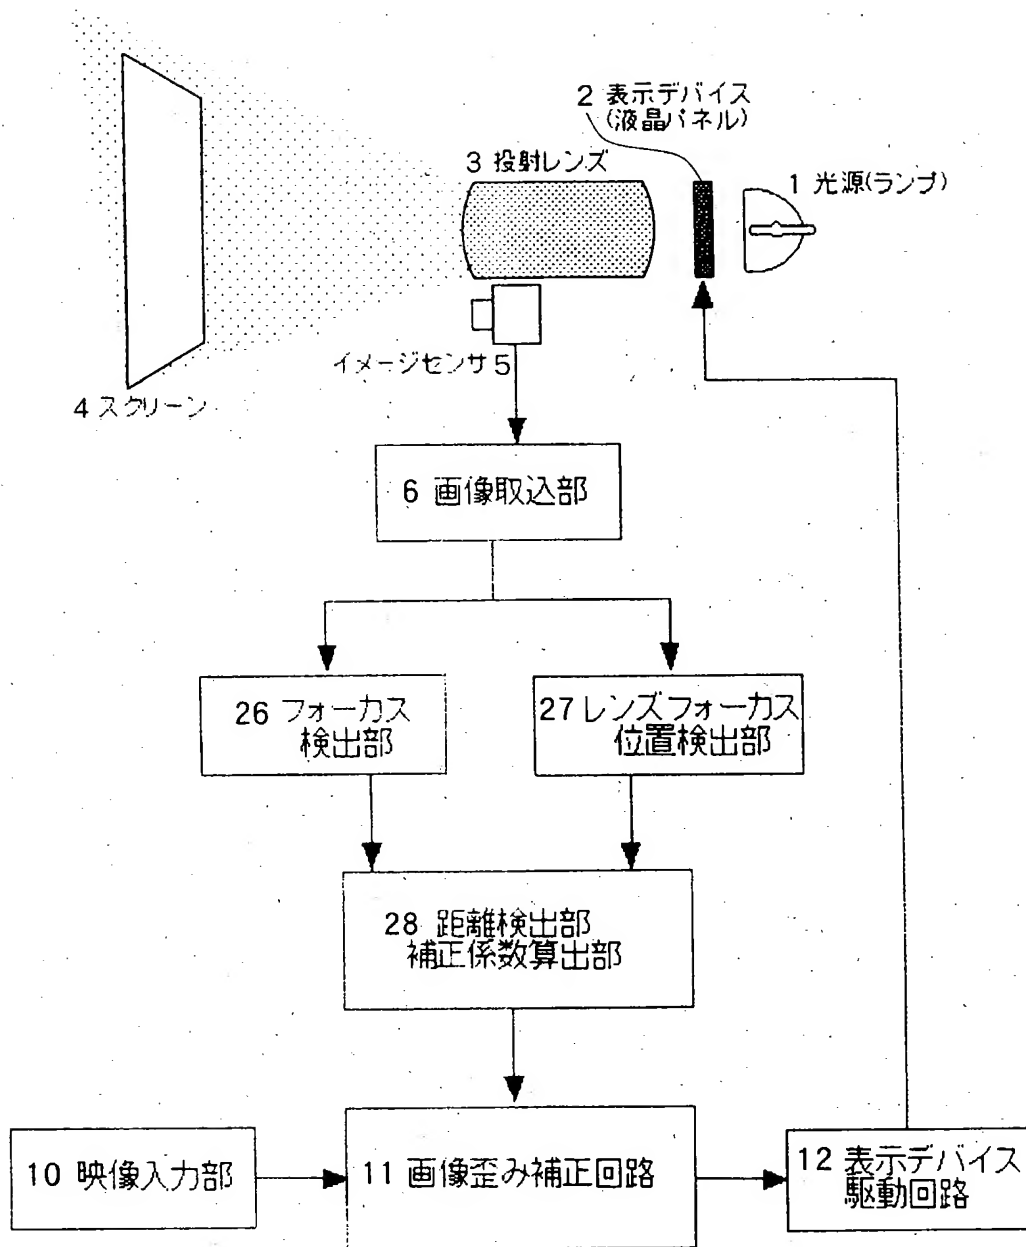 2 表示デバイス
(液晶パネル)
3 投射レンズ
1 光源(ランプ)
イメージセンサ 5
4 スクリーン
6 画像取込部
26 フォーカス
検出部
27 レンズフォーカス
位置検出部
28 距離検出部
補正係数算出部
10 映像入力部
11 画像歪み補正回路
12 表示デバイス
駆動回路